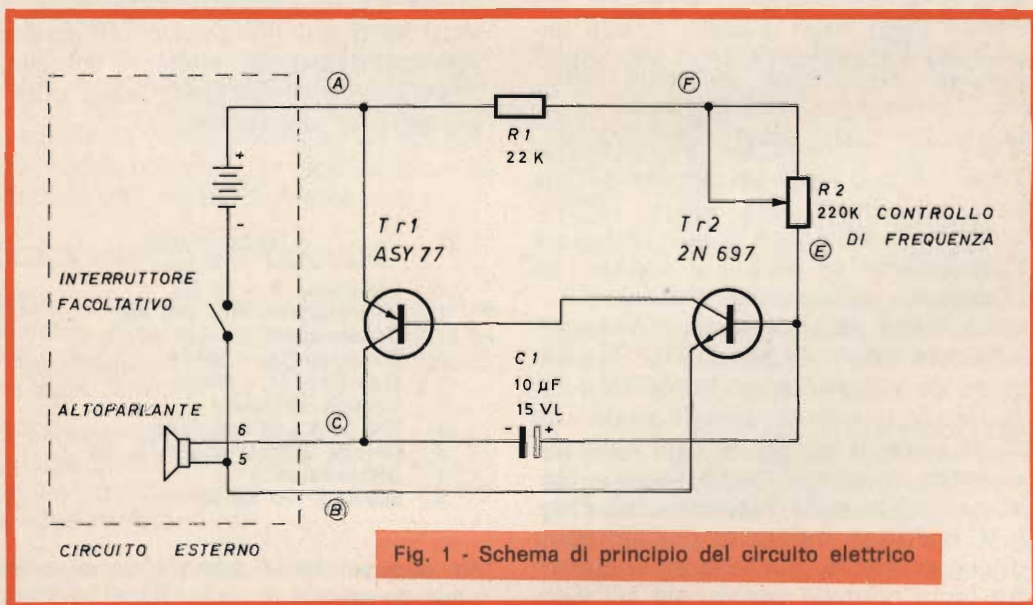 A
F
R1
22 K
+
-
R2
220K CONTROLLO
DI FREQUENZA
E
Tr1
ASY 77
Tr2
2N 697
INTERRUTTORE
FACOLTATIVO
C1
10 µF
15 VL
- +
ALTOPARLANTE
6
5
C
B
CIRCUITO ESTERNO
Fig. 1 - Schema di principio del circuito elettrico